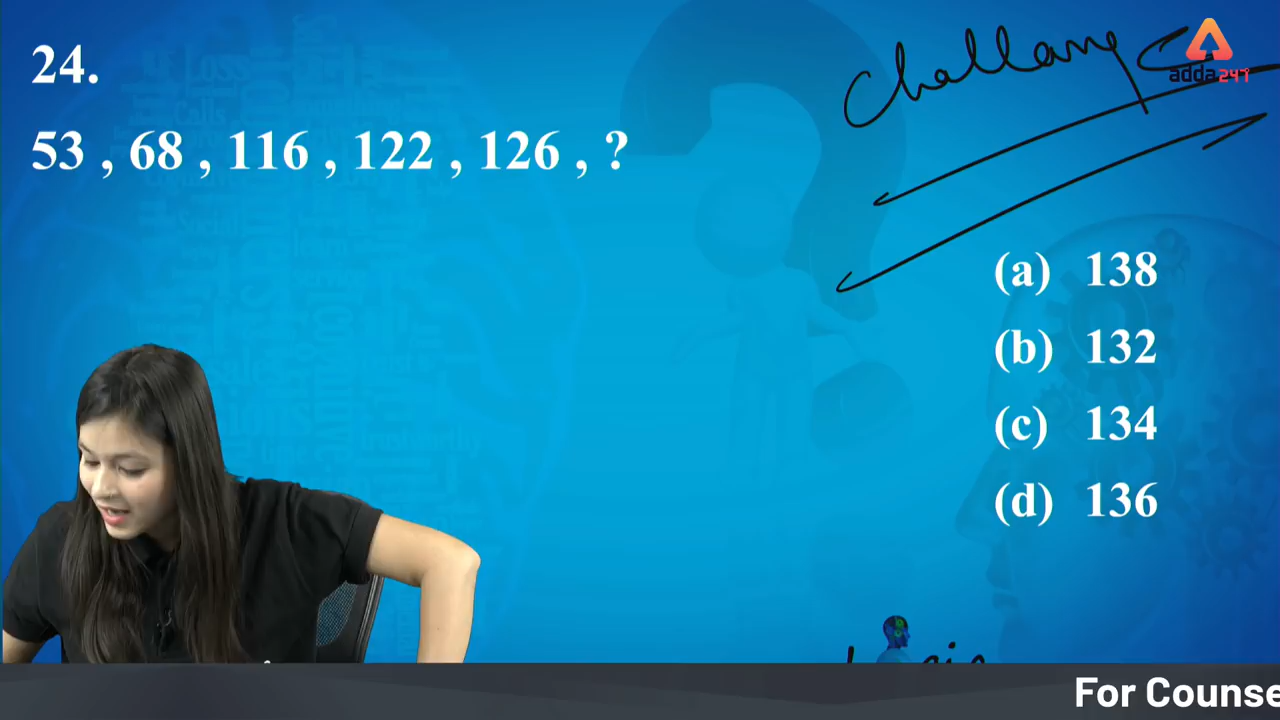 24.
Challange
adda247
53 , 68 , 116 , 122 , 126 , ?
(a) 138
(b) 132
(c) 134
(d) 136
For Counse